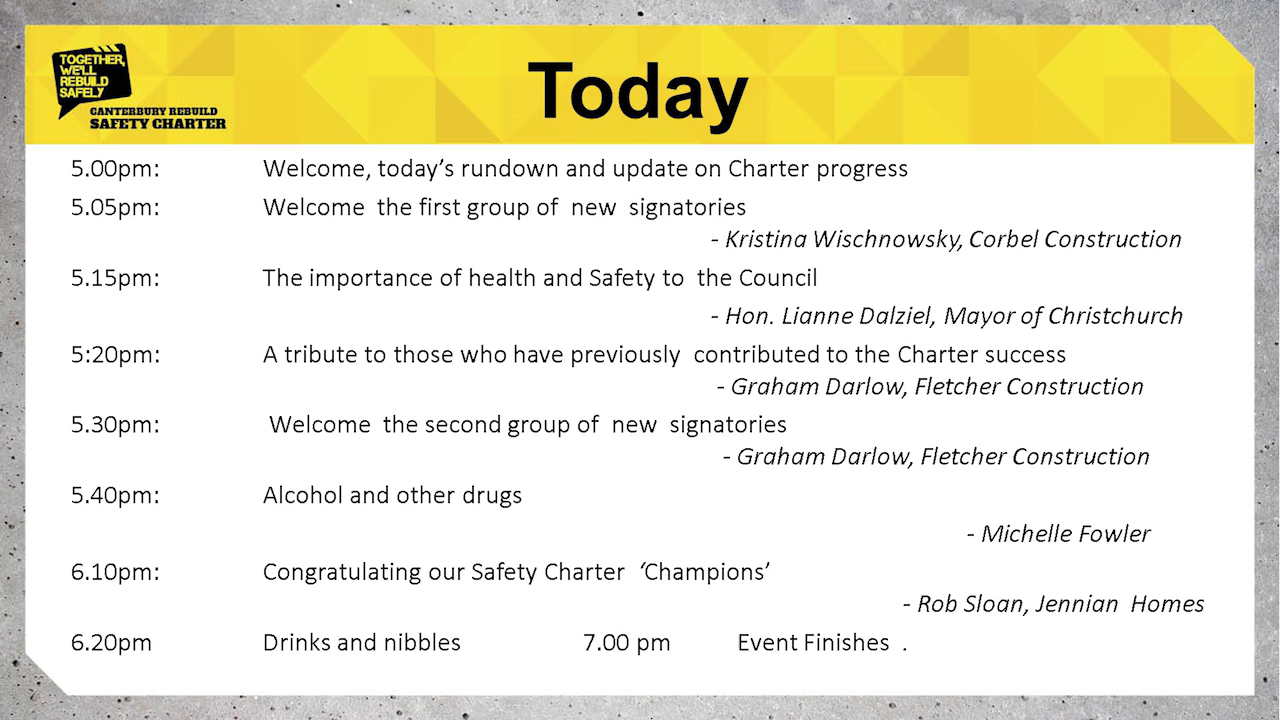 TOGETHER,
WE'LL
REBUILD
SAFELY
CANTERBURY REBUILD
SAFETY CHARTER
Today
5.00pm: Welcome, today’s rundown and update on Charter progress
5.05pm: Welcome the first group of new signatories
- Kristina Wischnowsky, Corbel Construction
5.15pm: The importance of health and Safety to the Council
- Hon. Lianne Dalziel, Mayor of Christchurch
5:20pm: A tribute to those who have previously contributed to the Charter success
- Graham Darlow, Fletcher Construction
5.30pm: Welcome the second group of new signatories
- Graham Darlow, Fletcher Construction
5.40pm: Alcohol and other drugs
- Michelle Fowler
6.10pm: Congratulating our Safety Charter ‘Champions’
- Rob Sloan, Jennian Homes
6.20pm Drinks and nibbles 7.00 pm Event Finishes .